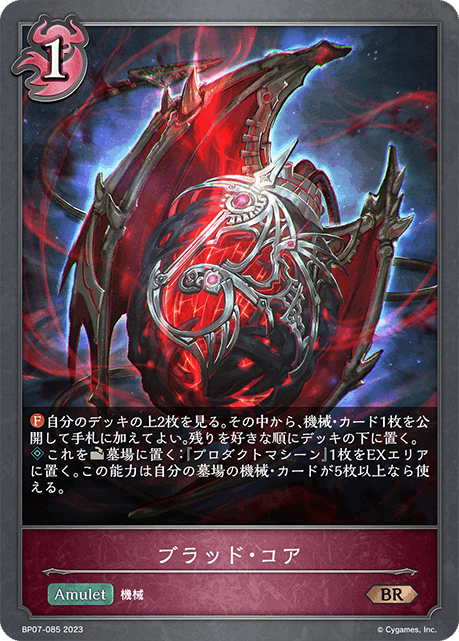 1
Ⓕ自分のデッキの上2枚を見る。その中から、機械・カード1枚を公
開して手札に加えてよい。残りを好きな順にデッキの下に置く。
これを墓場に置く:『プロダクトマシーン』1枚をEXエリア
に置く。この能力は自分の墓場の機械・カードが5枚以上なら使
える。
ブラッド・コア
Amulet 機械
BR
BP07-085 2023
© Cygames, Inc.